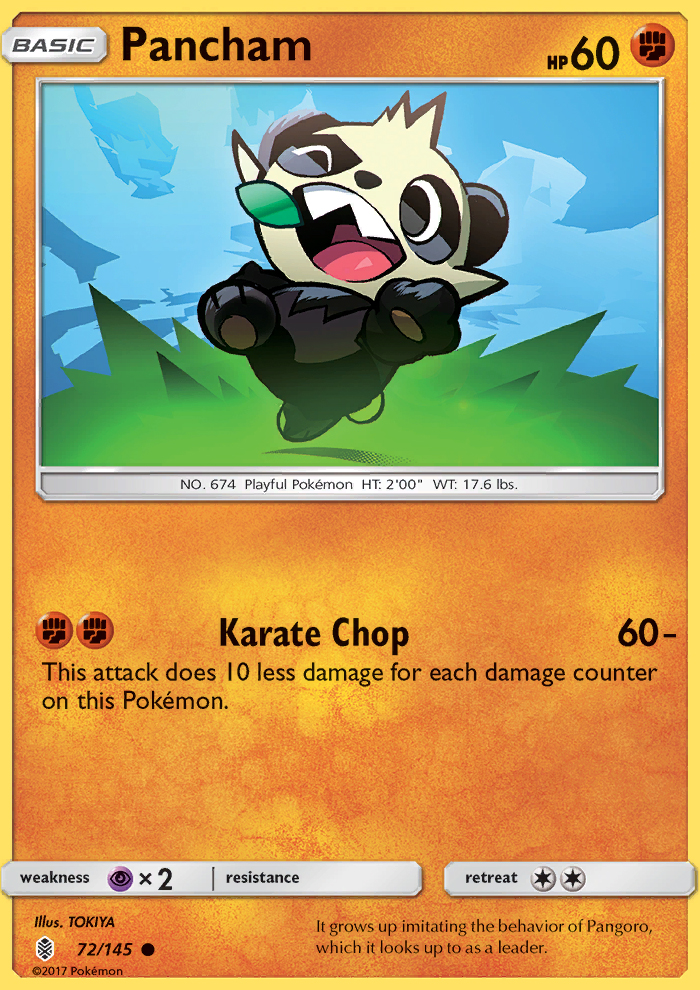 BASIC Pancham HP 60
NO. 674 Playful Pokémon HT: 2'00" WT: 17.6 lbs.
Karate Chop 60-
This attack does 10 less damage for each damage counter
on this Pokémon.
weakness × 2 resistance retreat
Illus. TOKIYA
72/145
©2017 Pokémon
It grows up imitating the behavior of Pangoro,
which it looks up to as a leader.